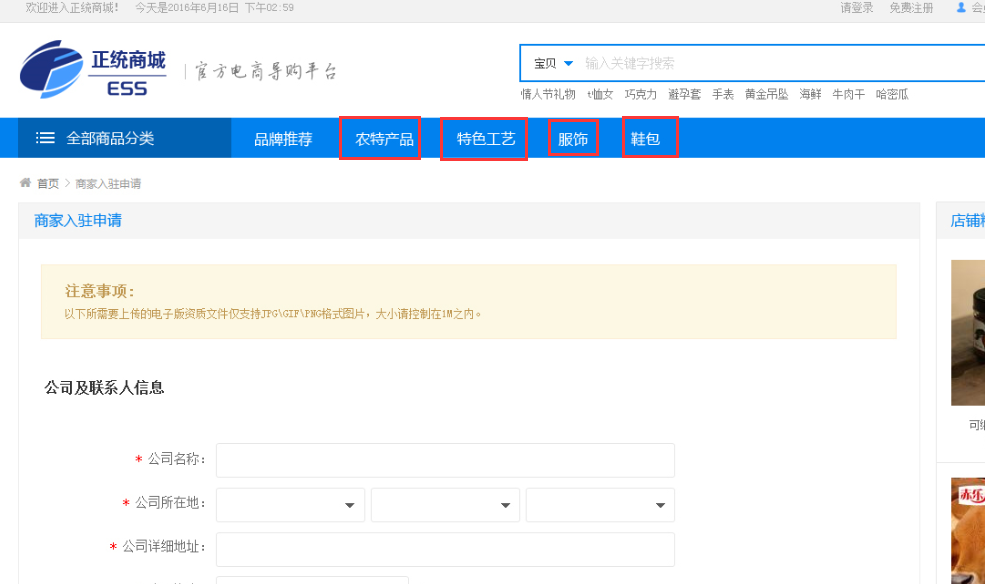 欢迎进入正统商城! 今天是2016年6月16日 下午02:59
请登录 免费注册
正统商城
ESS
官方电商导购平台
宝贝 输入关键字搜索
情人节礼物 t恤女 巧克力 避孕套 手表 黄金吊坠 海鲜 牛肉干 哈密瓜
全部商品分类 品牌推荐 农特产品 特色工艺 服饰 鞋包
首页 > 商家入驻申请
商家入驻申请
店铺
注意事项:
以下所需要上传的电子版资质文件仅支持JPG\GIF\PNG格式图片，大小请控制在1M之内。
公司及联系人信息
* 公司名称：
* 公司所在地：
* 公司详细地址：